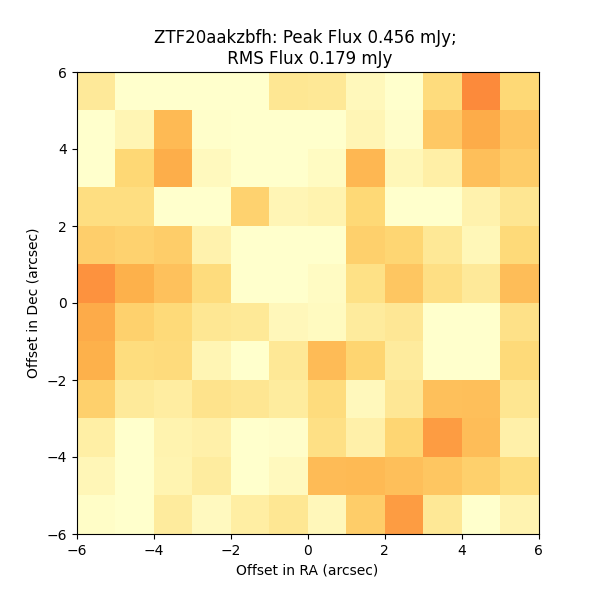 ZTF20aakzbfh: Peak Flux 0.456 mJy;
RMS Flux 0.179 mJy
6
4
2
0
−2
−4
−6
Offset in Dec (arcsec)
−6 −4 −2 0 2 4 6
Offset in RA (arcsec)